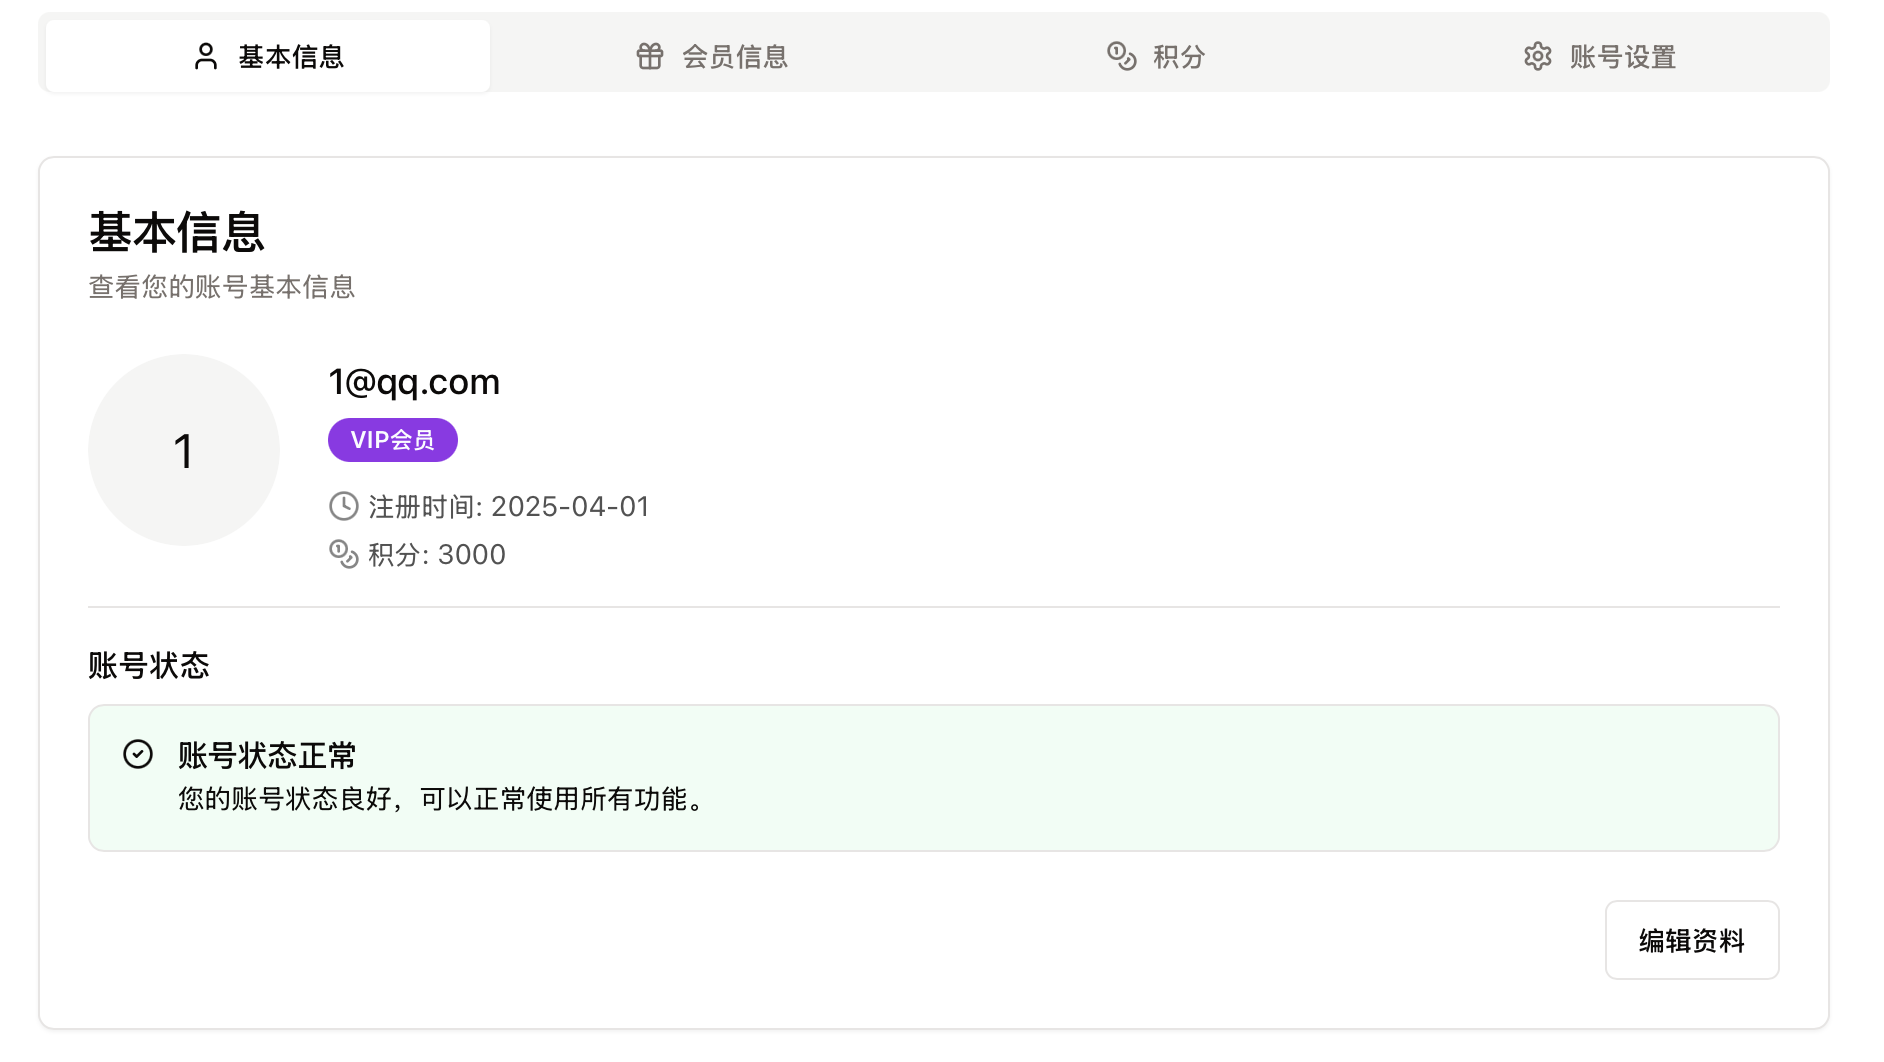 基本信息
会员信息
积分
账号设置
基本信息
查看您的账号基本信息
1
1@qq.com
VIP会员
注册时间: 2025-04-01
积分: 3000
账号状态
账号状态正常
您的账号状态良好，可以正常使用所有功能。
编辑资料